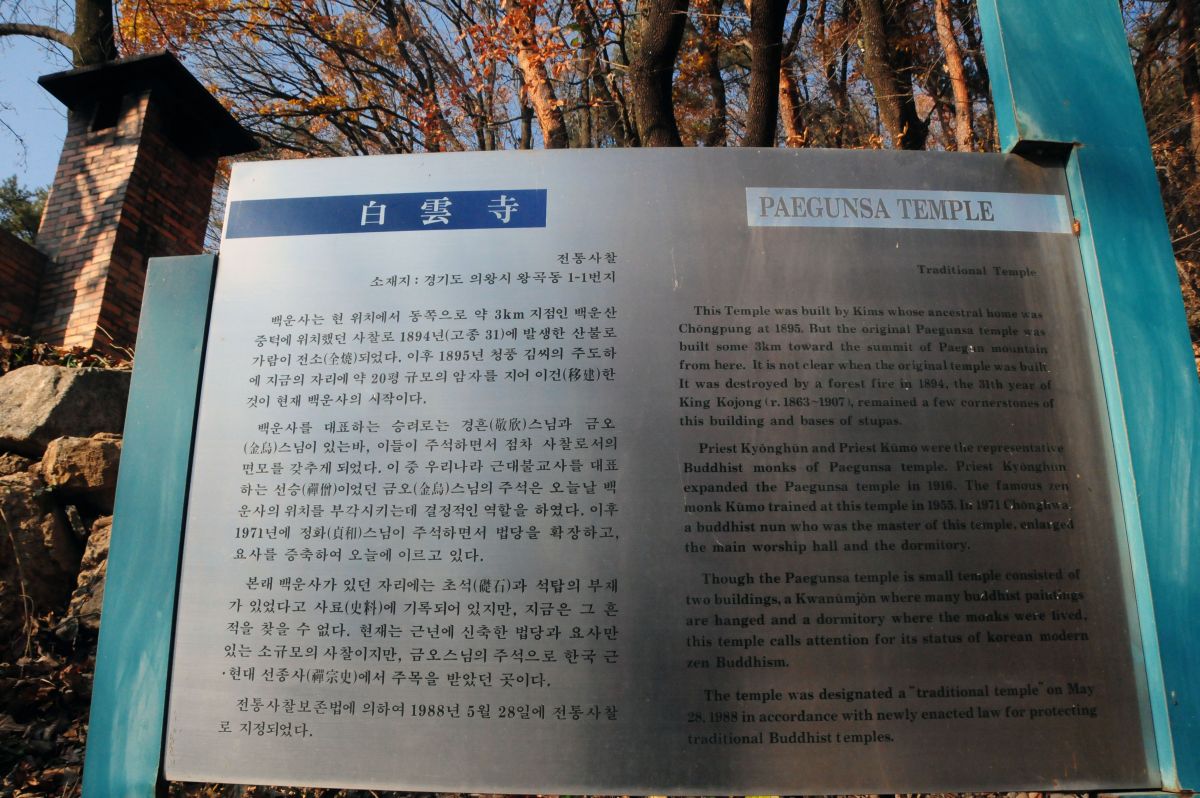 白雲寺
전통사찰
소재지 : 경기도 의왕시 왕곡동 1-1번지
백운사는 현 위치에서 동쪽으로 약 3km 지점인 백운산
중턱에 위치했던 사찰로 1894년(고종 31)에 발생한 산불로
가람이 전소(全燒)되었다. 이후 1895년 청풍 김씨의 주도하
에 지금의 자리에 약 20평 규모의 암자를 지어 이건(移建)한
것이 현재 백운사의 시작이다.
백운사를 대표하는 승려로는 경흔(敬欣)스님과 금오
(金烏)스님이 있는바, 이들이 주석하면서 점차 사찰로서의
면모를 갖추게 되었다. 이 중 우리나라 근대불교사를 대표
하는 선승(禪僧)이었던 금오(金烏)스님의 주석은 오늘날 백
운사의 위치를 부각시키는데 결정적인 역할을 하였다. 이후
1971년에 정화(貞和)스님이 주석하면서 법당을 확장하고,
요사를 증축하여 오늘에 이르고 있다.
본래 백운사가 있던 자리에는 초석(礎石)과 석탑의 부재
가 있었다고 사료(史料)에 기록되어 있지만, 지금은 그 흔
적을 찾을 수 없다. 현재는 근년에 신축한 법당과 요사만
있는 소규모의 사찰이지만, 금오스님의 주석으로 한국 근
·현대 선종사(禪宗史)에서 주목을 받았던 곳이다.
전통사찰보존법에 의하여 1988년 5월 28일에 전통사찰
로 지정되었다.
PAEGUNSA TEMPLE
Traditional Temple
This Temple was built by Kims whose ancestral home was
Chŏngpung at 1895. But the original Paegunsa temple was
built some 3km toward the summit of Paegun mountain
from here. It is not clear when the original temple was built.
It was destroyed by a forest fire in 1894, the 31th year of
King Kojong (r. 1863~1907), remained a few cornerstones of
this building and bases of stupas.
Priest Kyŏnghŭn and Priest Kŭmo were the representative
Buddhist monks of Paegunsa temple. Priest Kyŏnghŭn
expanded the Paegunsa temple in 1916. The famous zen
monk Kŭmo trained at this temple in 1955. In 1971 Chŏnghwa,
a buddhist nun who was the master of this temple, enlarged
the main worship hall and the dormitory.
Though the Paegunsa temple is small temple consisted of
two buildings, a Kwanŭmjŏn where many buddhist paintings
are hanged and a dormitory where the monks were lived,
this temple calls attention for its status of korean modern
zen Buddhism.
The temple was designated a "traditional temple" on May
28, 1988 in accordance with newly enacted law for protecting
traditional Buddhist temples.